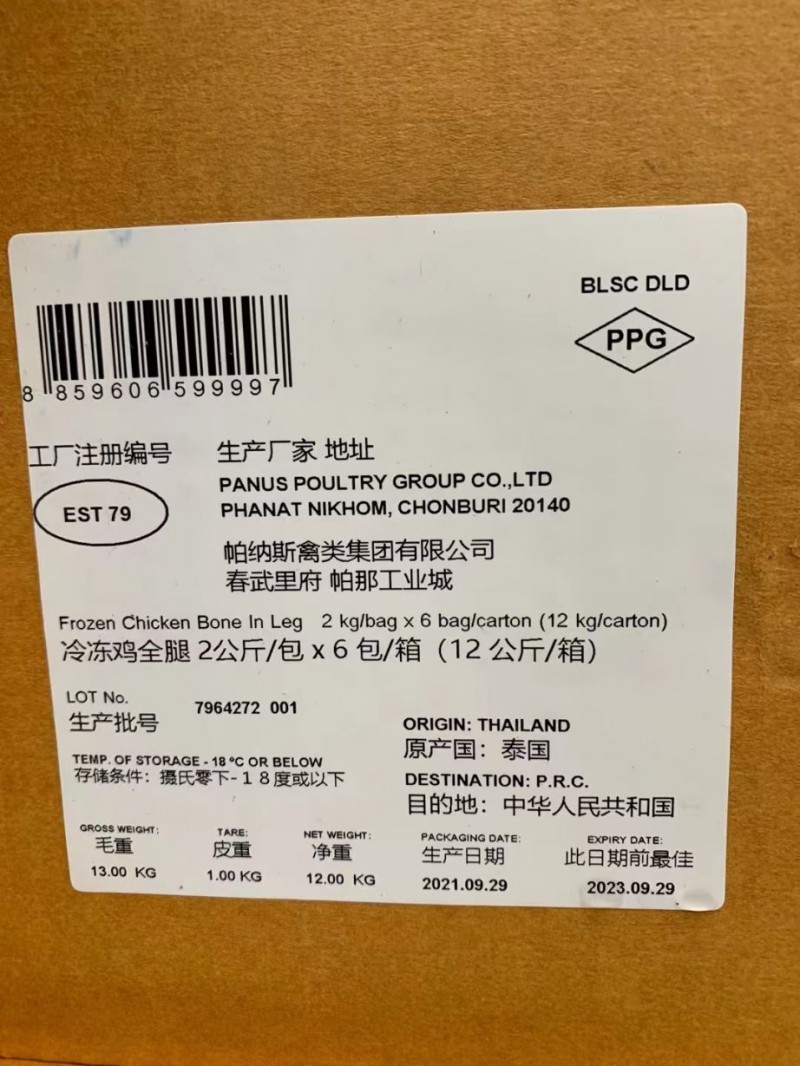 BLSC DLD
PPG
8 859606 599997
工厂注册编号
EST 79
生产厂家 地址
PANUS POULTRY GROUP CO.,LTD
PHANAT NIKHOM, CHONBURI 20140
帕纳斯禽类集团有限公司
春武里府 帕那工业城
Frozen Chicken Bone In Leg 2 kg/bag x 6 bag/carton (12 kg/carton)
冷冻鸡全腿 2公斤/包 x 6 包/箱（12 公斤/箱）
LOT No. 7964272 001
生产批号
TEMP. OF STORAGE - 18 °C OR BELOW
存储条件：摄氏零下-１８度或以下
ORIGIN: THAILAND
原产国：泰国
DESTINATION: P.R.C.
目的地：中华人民共和国
GROSS WEIGHT: TARE: NET WEIGHT: PACKAGING DATE: EXPIRY DATE:
毛重 皮重 净重 生产日期 此日期前最佳
13.00 KG 1.00 KG 12.00 KG 2021.09.29 2023.09.29